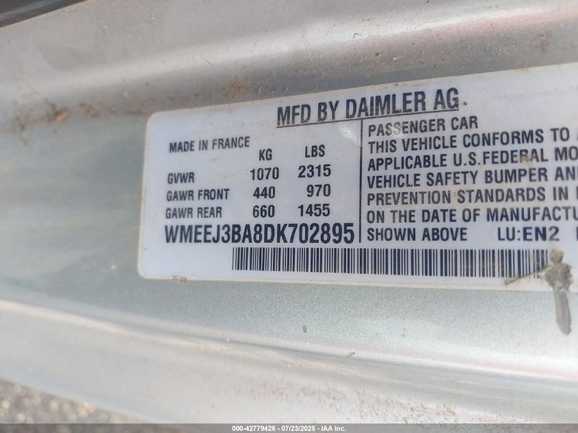 MFD BY DAIMLER AG.
MADE IN FRANCE
KG LBS
GVWR 1070 2315
GAWR FRONT 440 970
GAWR REAR 660 1455
WMEEJ3BA8DK702895
PASSENGER CAR
THIS VEHICLE CONFORMS TO
APPLICABLE U.S.FEDERAL MO
VEHICLE SAFETY BUMPER AN
PREVENTION STANDARDS IN
ON THE DATE OF MANUFACTU
SHOWN ABOVE LU:EN2
000-42779428 - 07/23/2025 - IAA Inc.